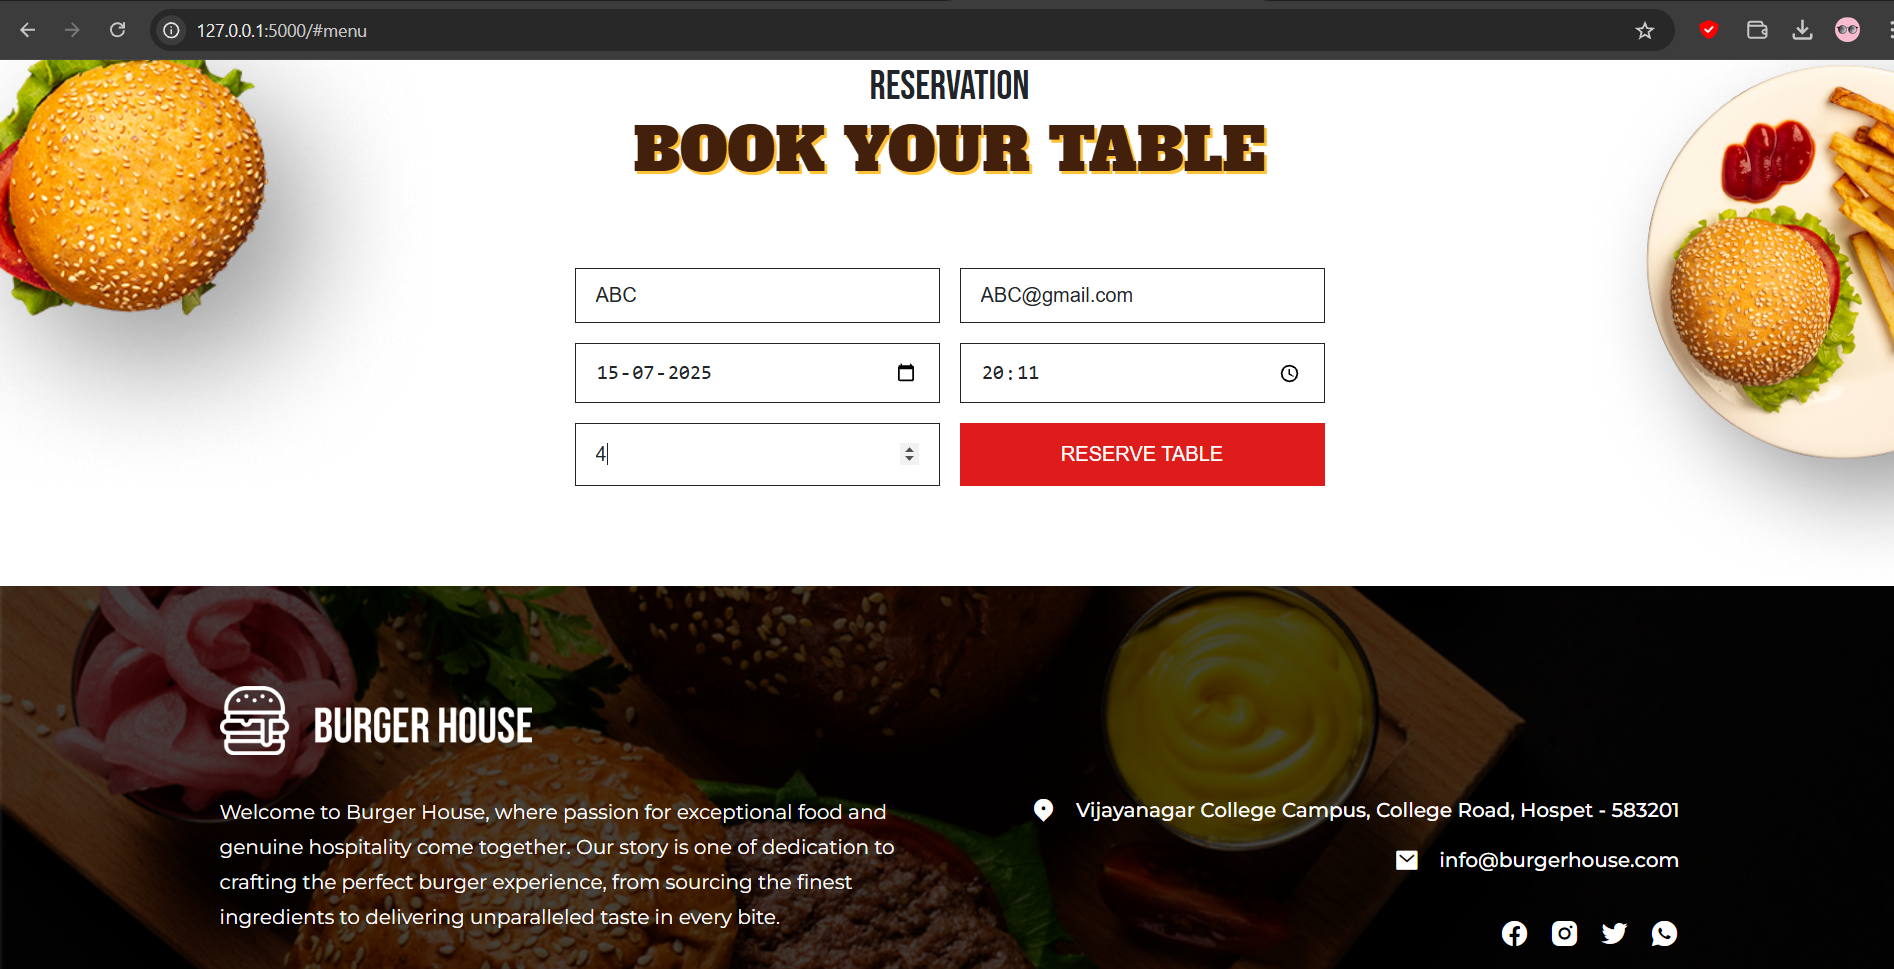 127.0.0.1:5000/#menu
RESERVATION
BOOK YOUR TABLE
ABC
ABC@gmail.com
15-07-2025
20:11
4
RESERVE TABLE
BURGER HOUSE
Welcome to Burger House, where passion for exceptional food and
genuine hospitality come together. Our story is one of dedication to
crafting the perfect burger experience, from sourcing the finest
ingredients to delivering unparalleled taste in every bite.
Vijayanagar College Campus, College Road, Hospet - 583201
info@burgerhouse.com